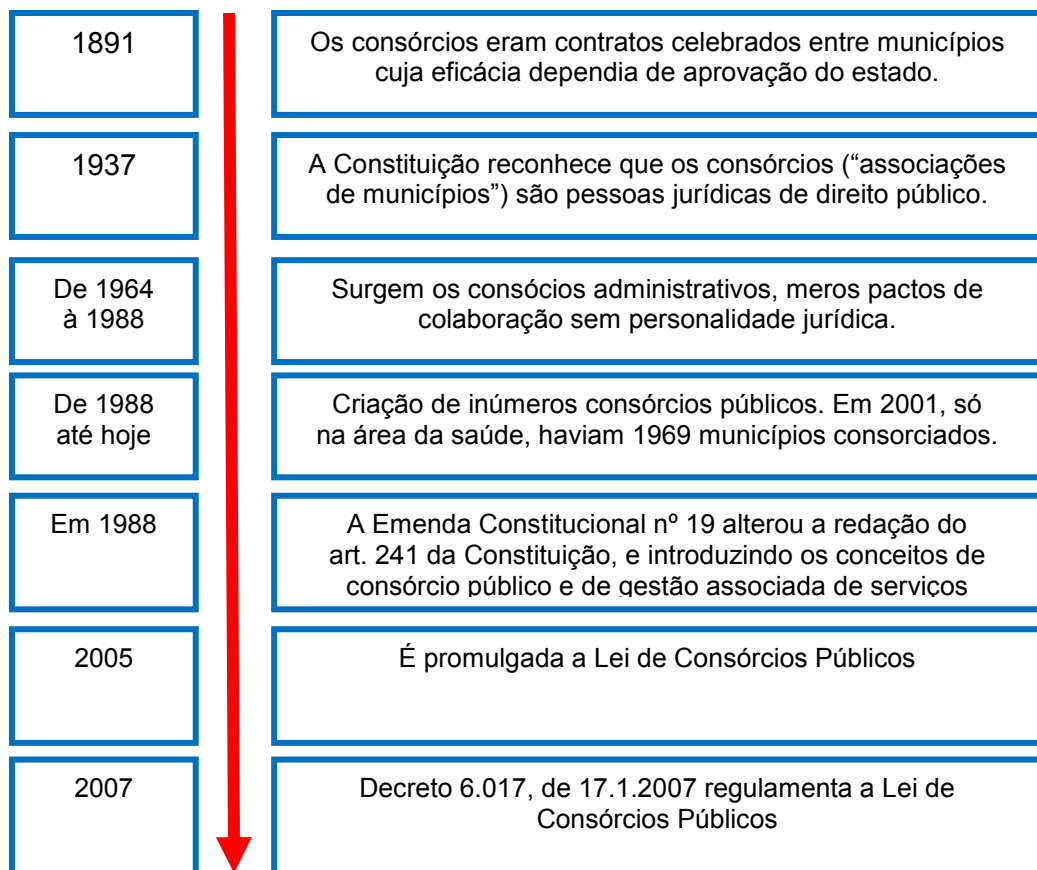 1891
Os consórcios eram contratos celebrados entre municípios
cuja eficácia dependia de aprovação do estado.
1937
A Constituição reconhece que os consórcios (“associações
de municípios”) são pessoas jurídicas de direito público.
De 1964
à 1988
Surgem os consócios administrativos, meros pactos de
colaboração sem personalidade jurídica.
De 1988
até hoje
Criação de inúmeros consórcios públicos. Em 2001, só
na área da saúde, haviam 1969 municípios consorciados.
Em 1988
A Emenda Constitucional nº 19 alterou a redação do
art. 241 da Constituição, e introduzindo os conceitos de
consórcio público e de gestão associada de serviços
2005
É promulgada a Lei de Consórcios Públicos
2007
Decreto 6.017, de 17.1.2007 regulamenta a Lei de
Consórcios Públicos